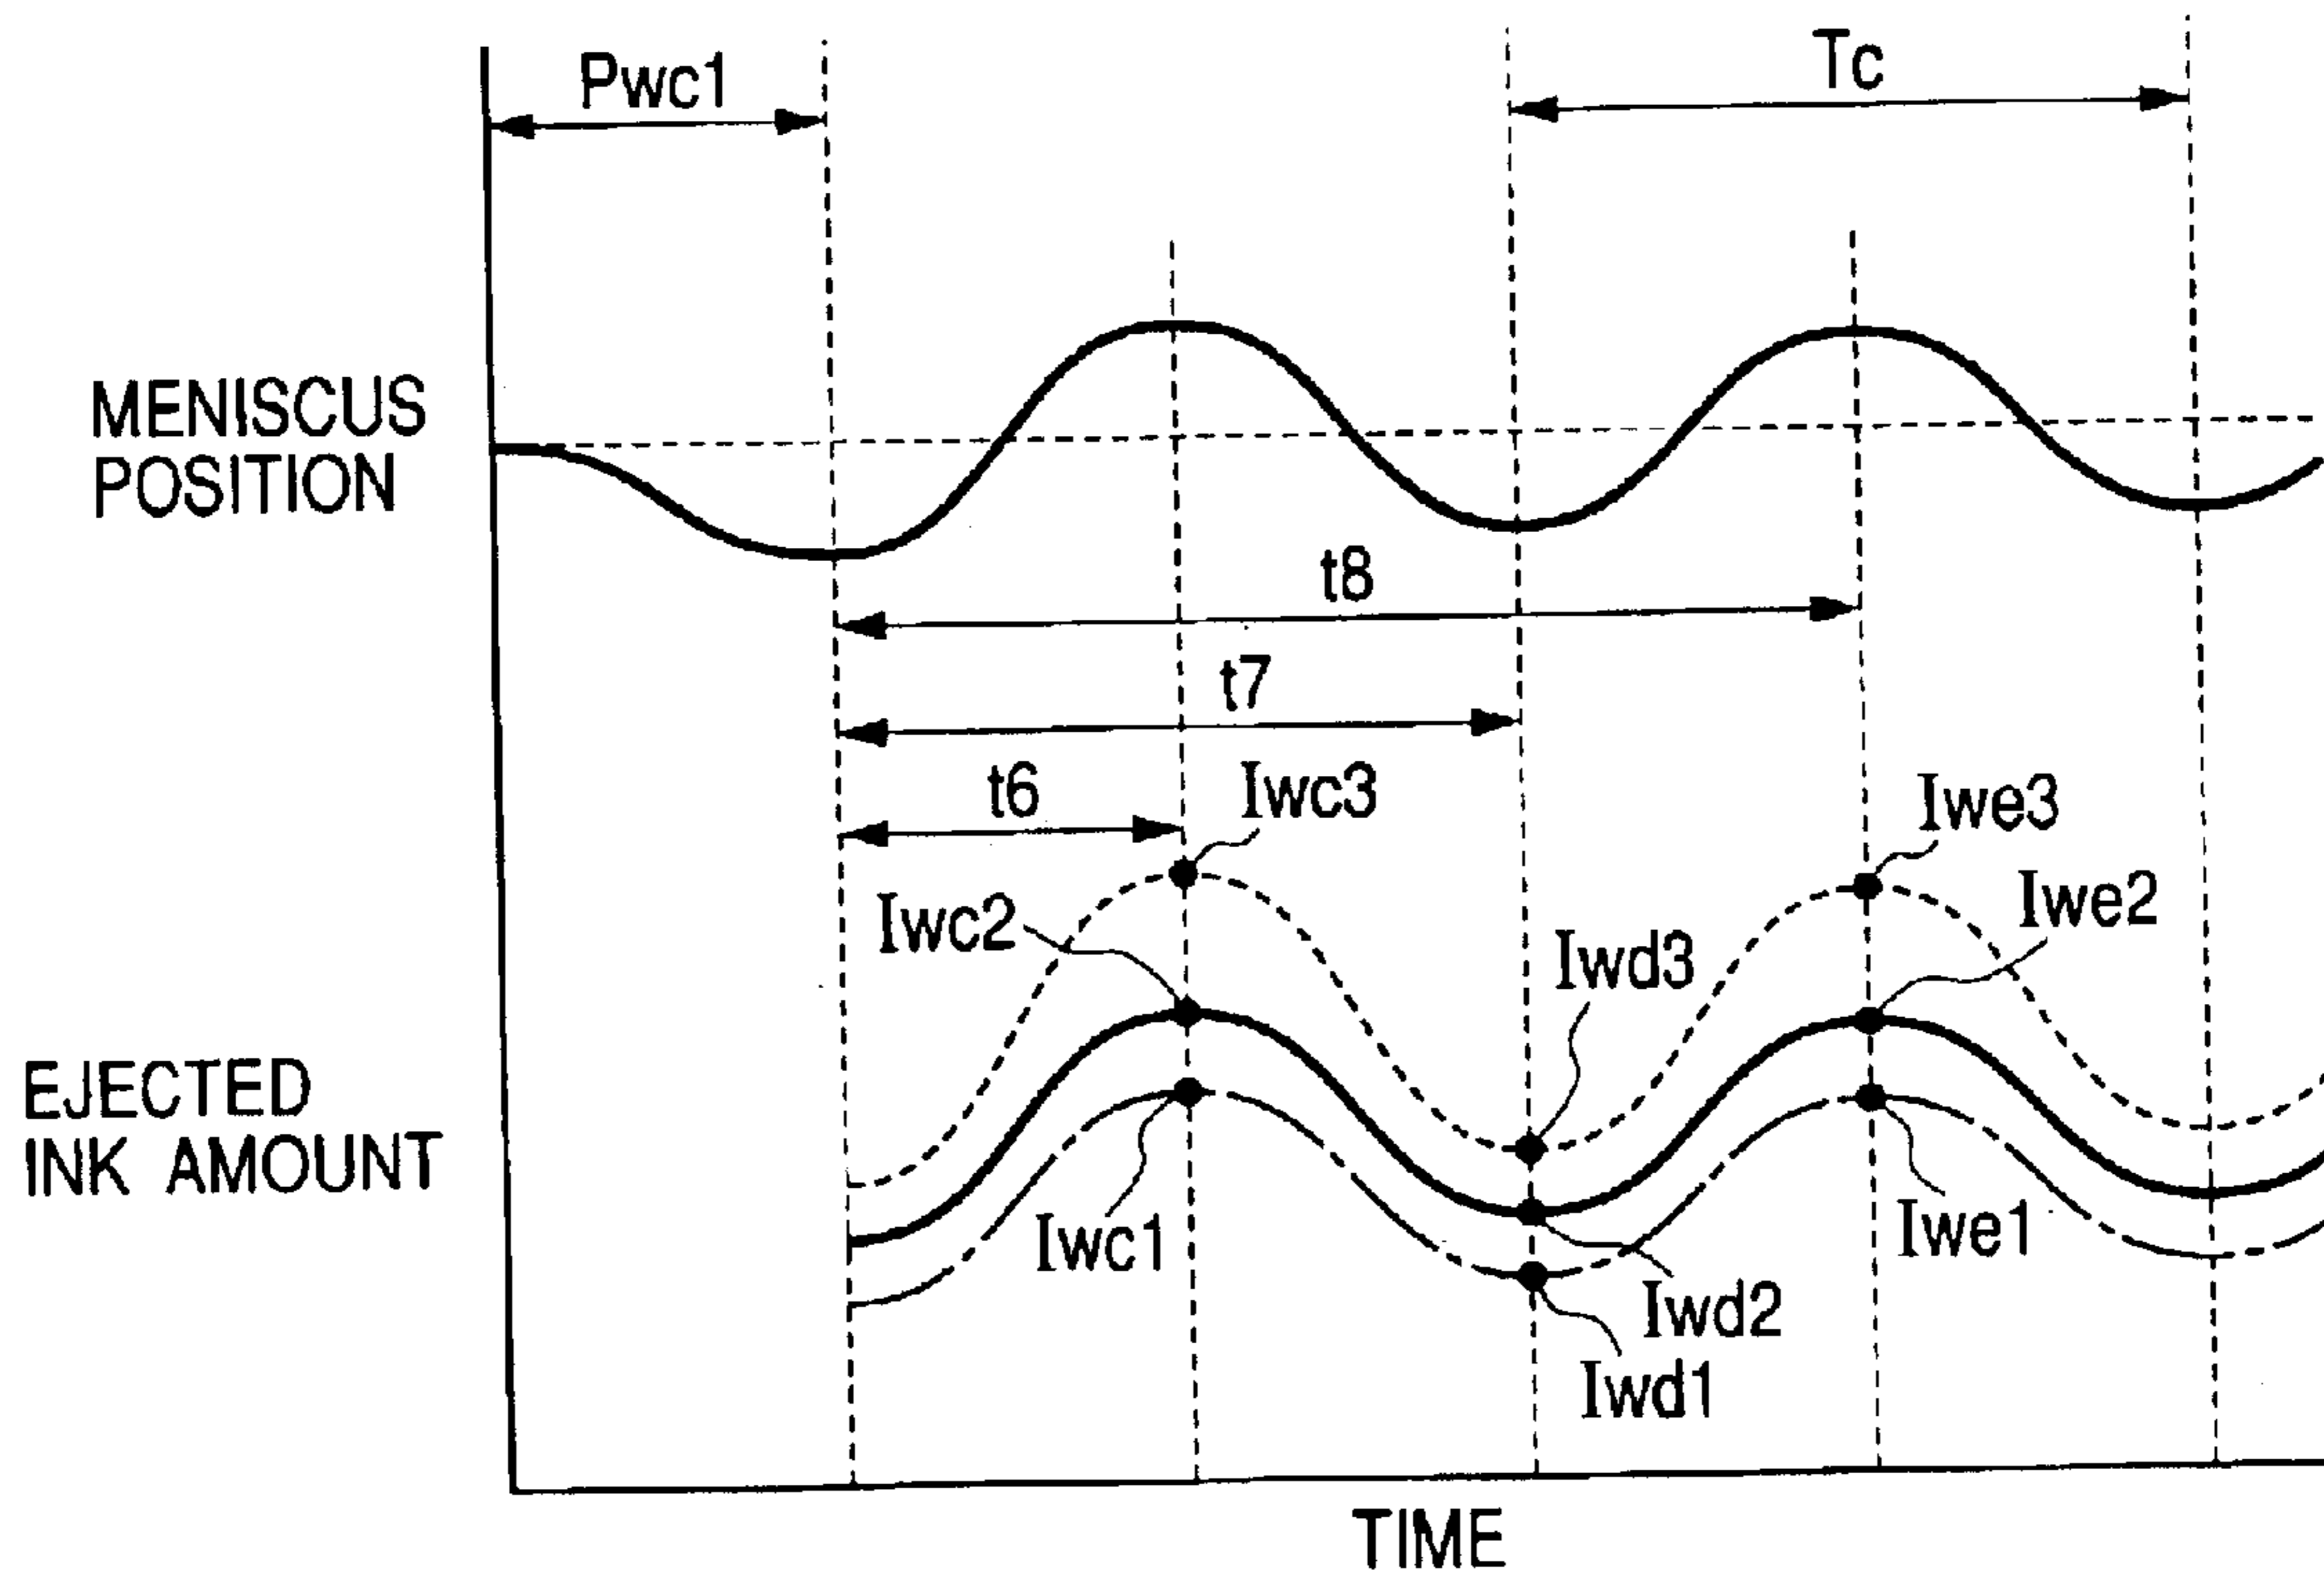 Pwc1
Tc
MENISCUS
POSITION
t8
t7
t6
Iwc3
Iwe3
Iwc2
Iwe2
Iwd3
EJECTED
INK AMOUNT
Iwc1
Iwe1
Iwd2
Iwd1
TIME